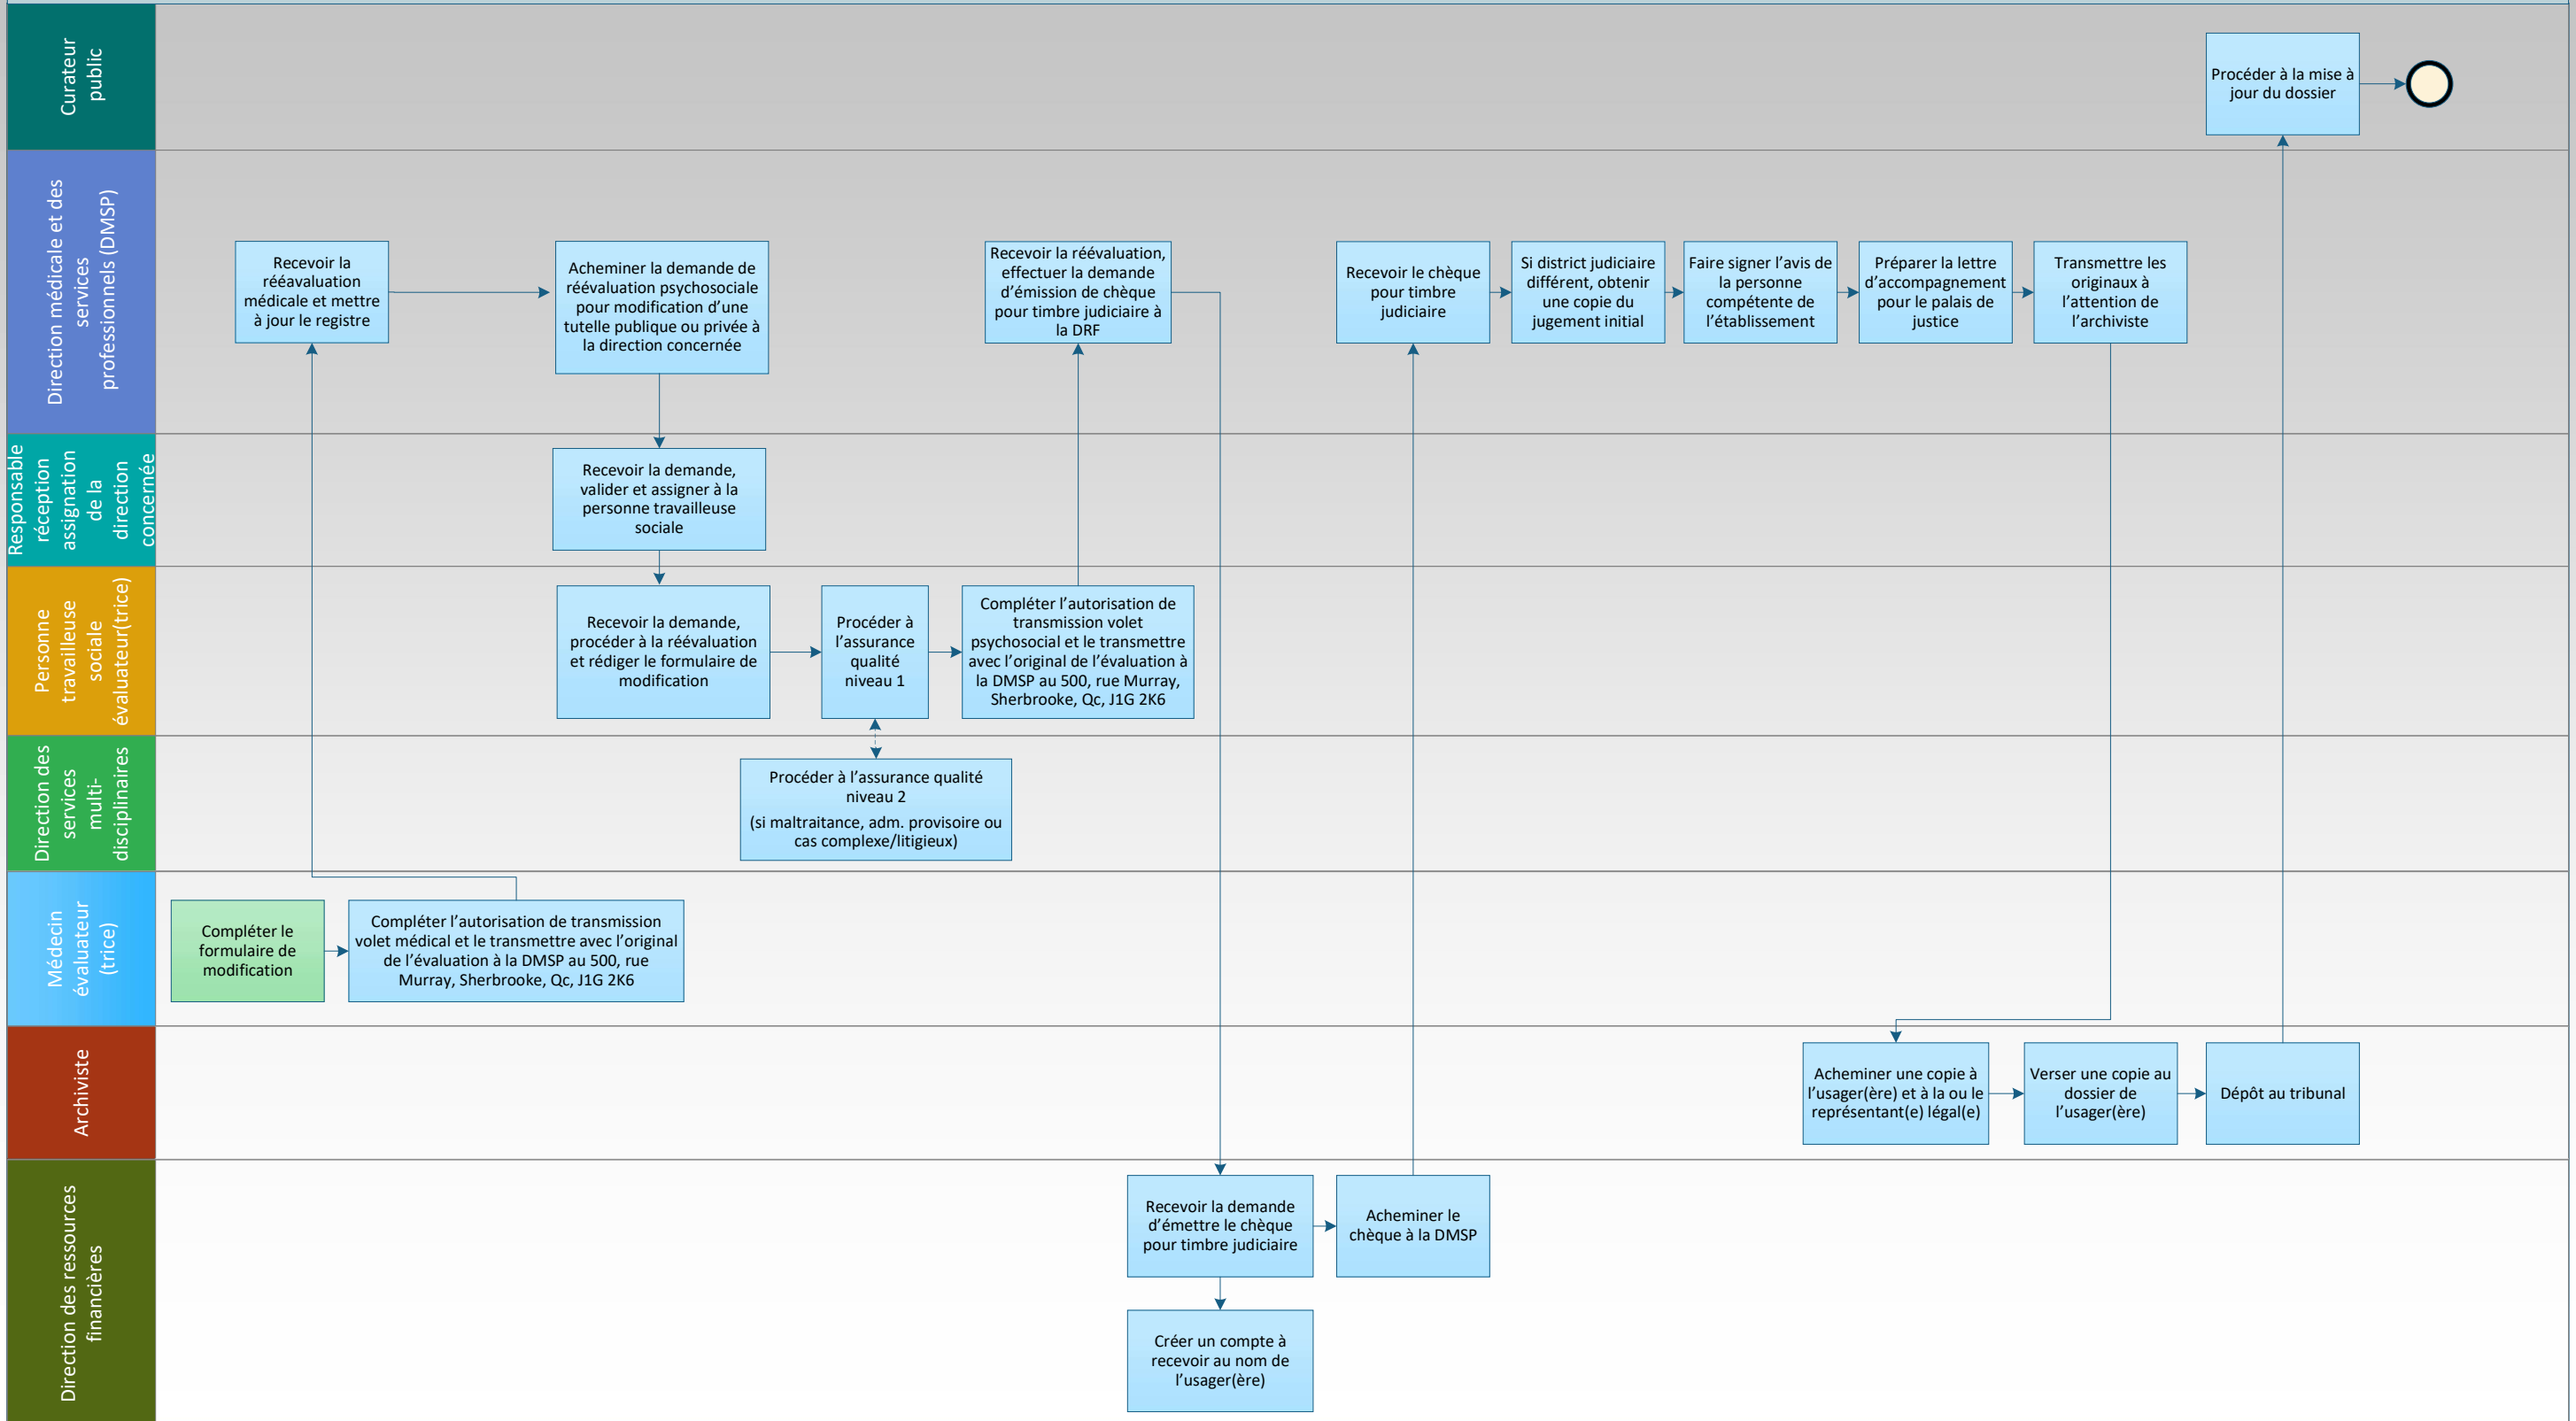 Curateur
public
Procéder à la mise à
jour du dossier
Direction médicale et des
services
professionnels (DMSP)
Recevoir la
rééavaluation
médicale et mettre
à jour le registre
Acheminer la demande de
réévaluation psychosociale
pour modification d’une
tutelle publique ou privée à
la direction concernée
Recevoir la réévaluation,
effectuer la demande
d’émission de chèque
pour timbre judiciaire à
la DRF
Recevoir le chèque
pour timbre
judiciaire
Si district judiciaire
différent, obtenir
une copie du
jugement initial
Faire signer l’avis de
la personne
compétente de
l’établissement
Préparer la lettre
d’accompagnement
pour le palais de
justice
Transmettre les
originaux à
l’attention de
l’archiviste
Responsable
réception
assignation
de la
direction
concernée
Recevoir la demande,
valider et assigner à la
personne travailleuse
sociale
Personne
travailleuse
sociale
évaluateur(trice)
Recevoir la demande,
procéder à la réévaluation
et rédiger le formulaire de
modification
Procéder à
l’assurance
qualité
niveau 1
Compléter l’autorisation de
transmission volet
psychosocial et le transmettre
avec l’original de l’évaluation à
la DMSP au 500, rue Murray,
Sherbrooke, Qc, J1G 2K6
Direction des
services
multi-
disciplinaires
Procéder à l’assurance qualité
niveau 2
(si maltraitance, adm. provisoire ou
cas complexe/litigieux)
Médecin
évaluateur
(trice)
Compléter le
formulaire de
modification
Compléter l’autorisation de transmission
volet médical et le transmettre avec l’original
de l’évaluation à la DMSP au 500, rue
Murray, Sherbrooke, Qc, J1G 2K6
Archiviste
Acheminer une copie à
l’usager(ère) et à la ou le
représentant(e) légal(e)
Verser une copie au
dossier de
l’usager(ère)
Dépôt au tribunal
Direction des ressources
financières
Recevoir la demande
d’émettre le chèque
pour timbre judiciaire
Acheminer le
chèque à la DMSP
Créer un compte à
recevoir au nom de
l’usager(ère)